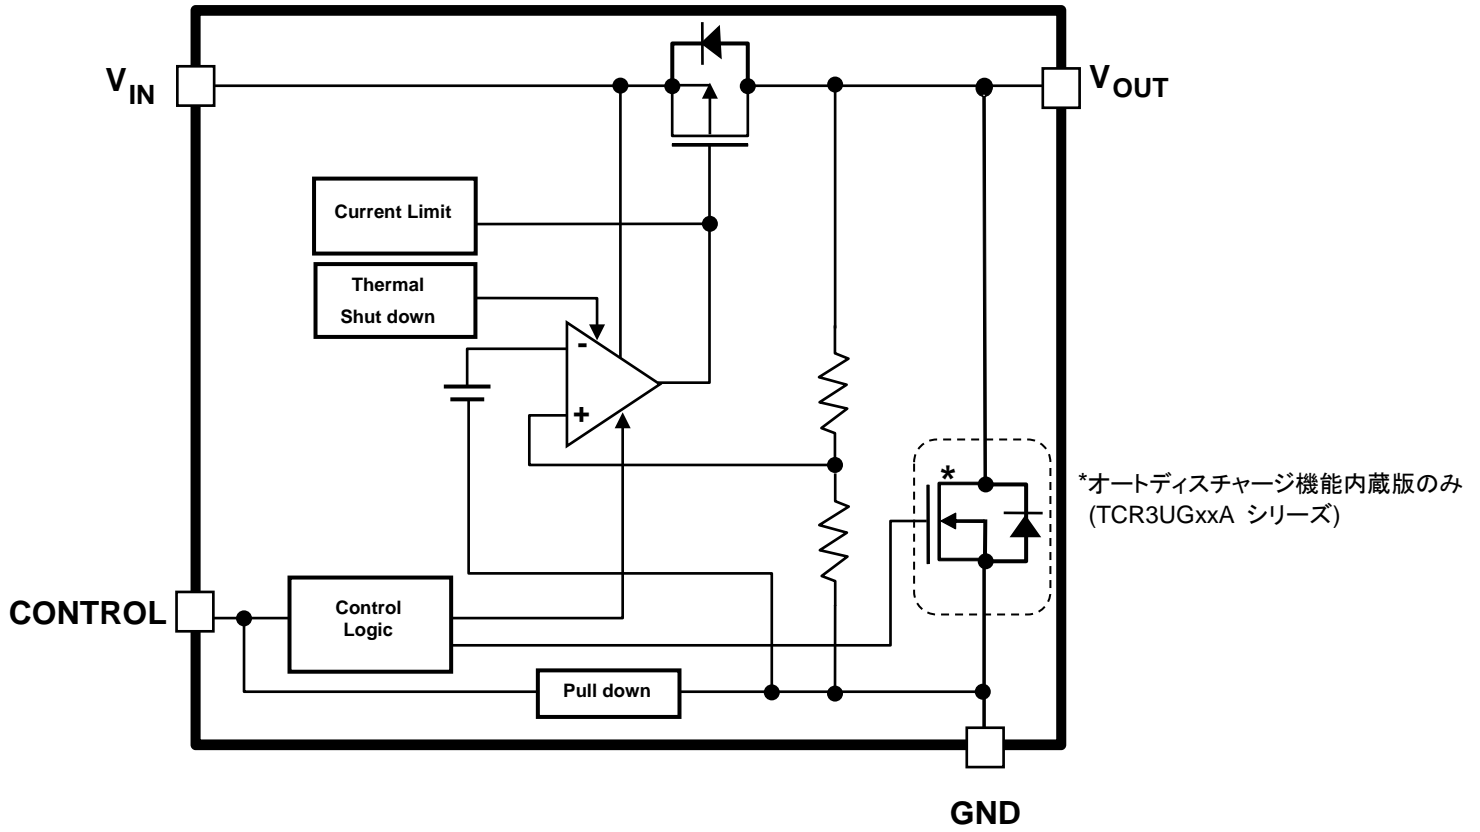 VIN
VOUT
Current Limit
Thermal
Shut down
-
+
*
*オートディスチャージ機能内蔵版のみ
(TCR3UGxxA シリーズ)
CONTROL
Control
Logic
Pull down
GND